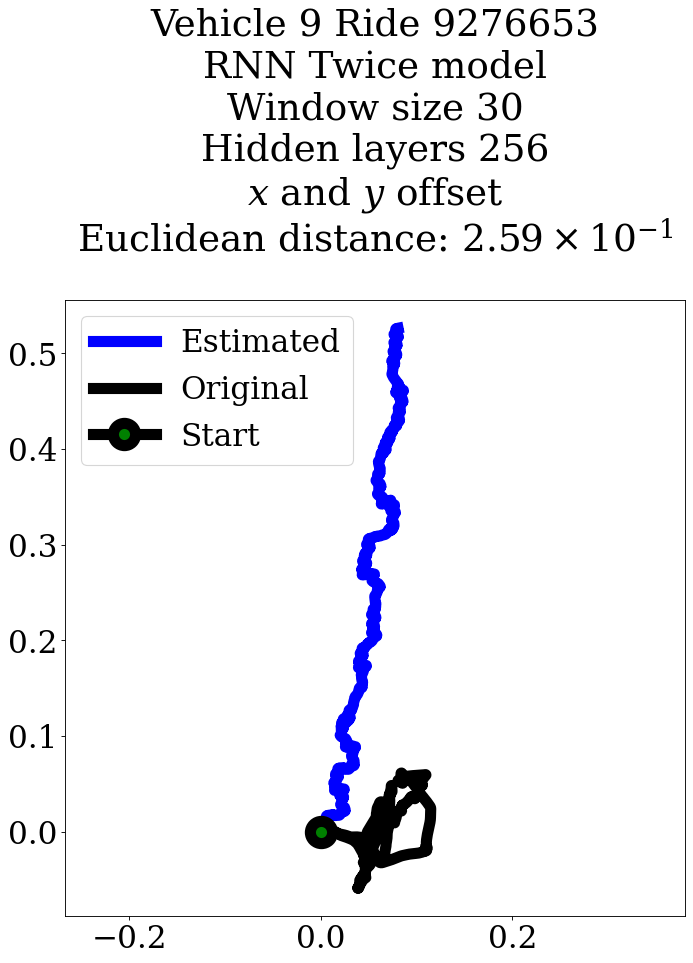 Vehicle 9 Ride 9276653
RNN Twice model
Window size 30
Hidden layers 256
x and y offset
Euclidean distance: 2.59 × 10⁻¹
Estimated
Original
Start
0.5
0.4
0.3
0.2
0.1
0.0
−0.2 0.0 0.2